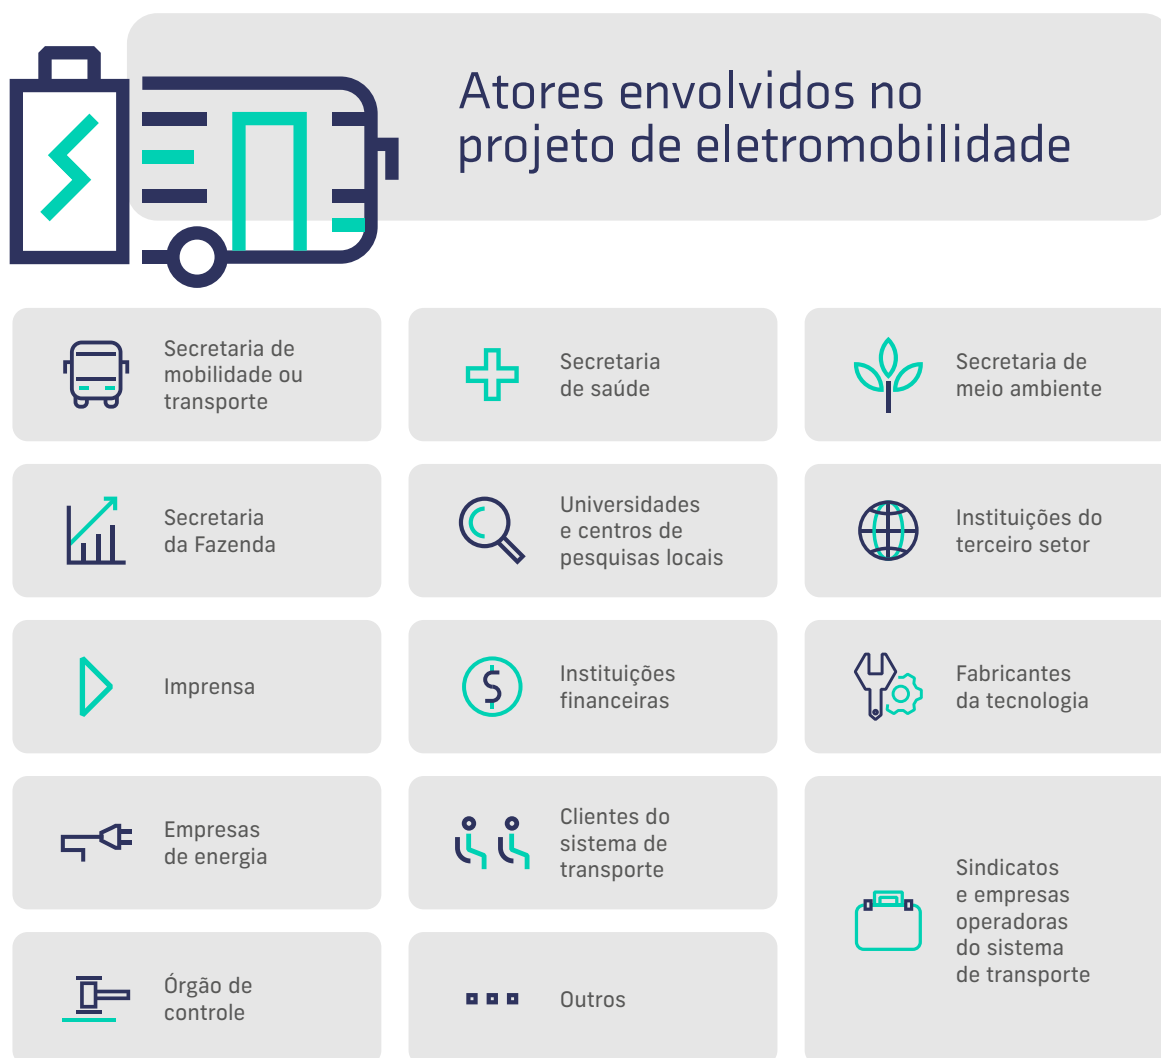 Atores envolvidos no
projeto de eletromobilidade
Secretaria de
mobilidade ou
transporte
Secretaria
de saúde
Secretaria de
meio ambiente
Secretaria
da Fazenda
Universidades
e centros de
pesquisas locais
Instituições do
terceiro setor
Imprensa
Instituições
financeiras
Fabricantes
da tecnologia
Empresas
de energia
Clientes do
sistema de
transporte
Sindicatos
e empresas
operadoras
do sistema
de transporte
Órgão de
controle
Outros